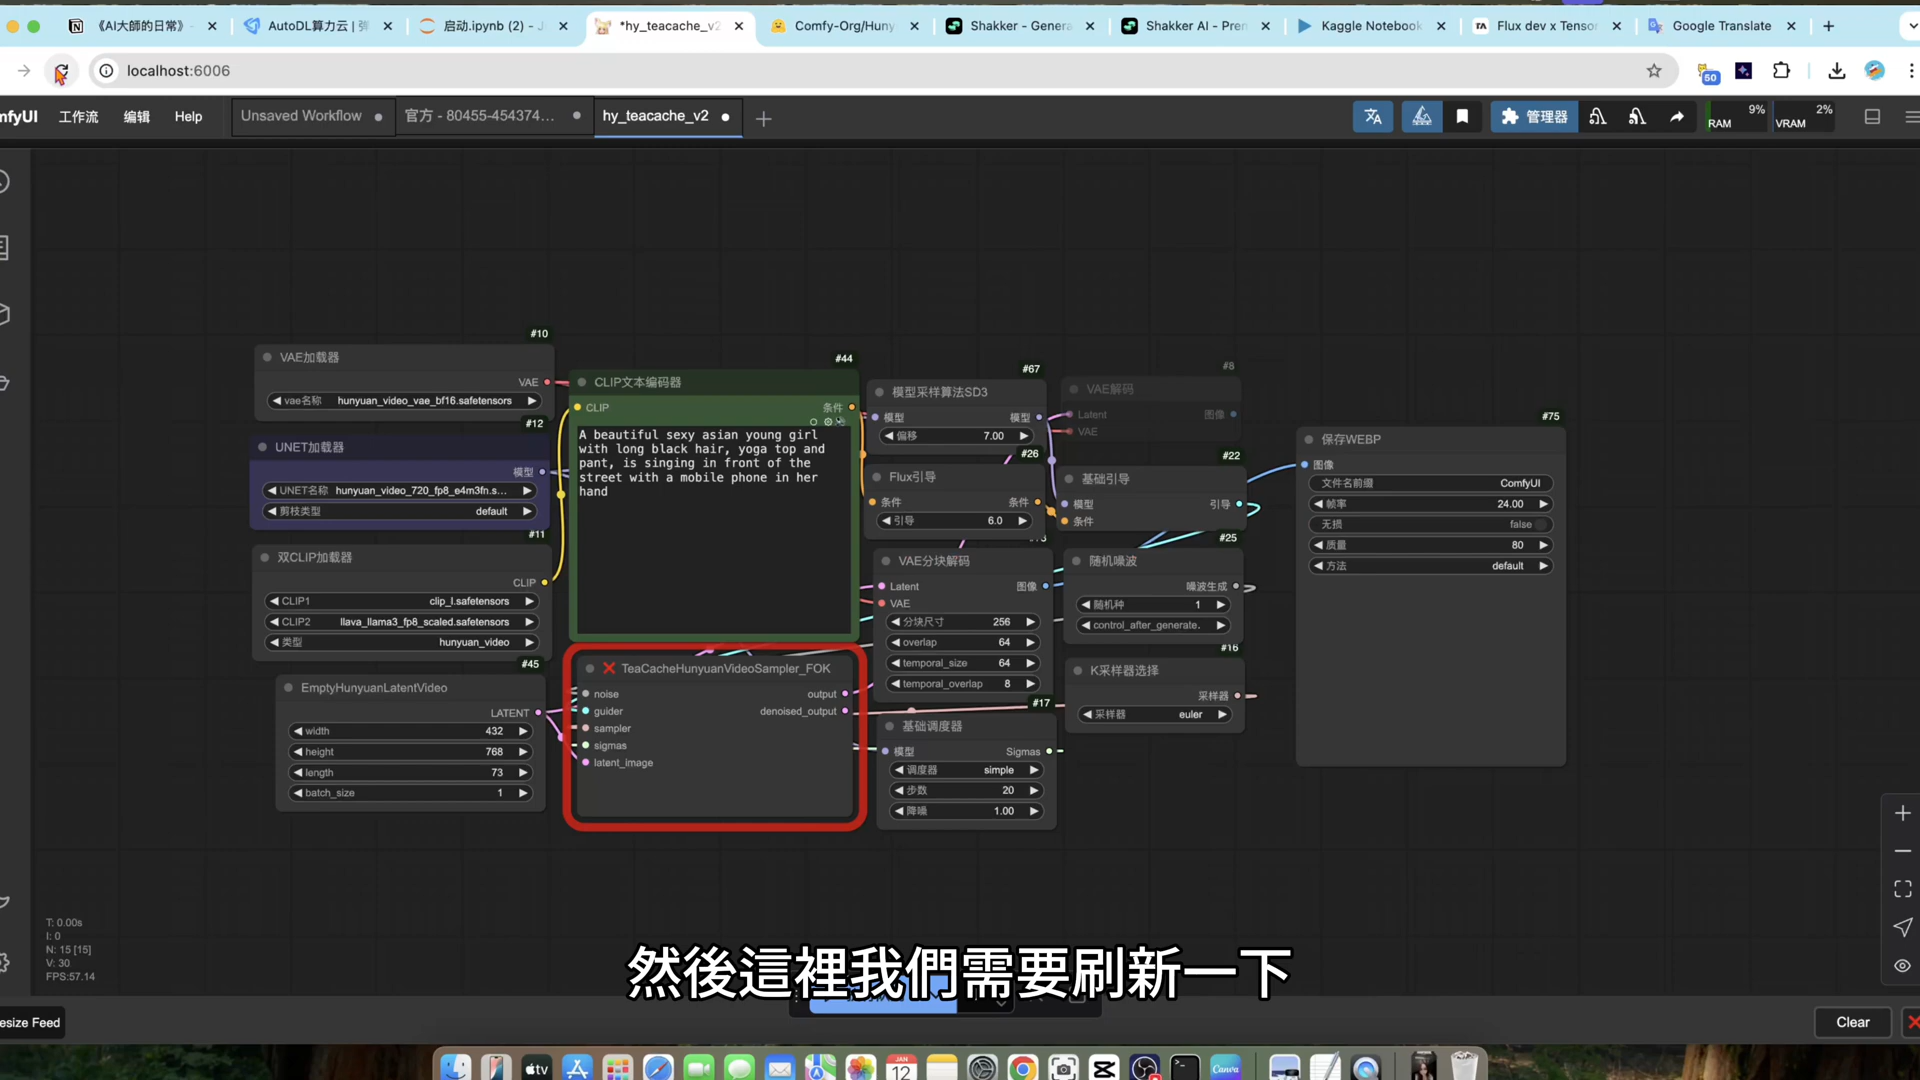 《AI大師的日常》
AutoDL算力云 | 弹
启动.ipynb (2) - J
*hy_teacache_v2
Comfy-Org/Huny
Shakker - Genera
Shakker AI - Prem
Kaggle Notebook
Flux dev x Tensor
Google Translate
localhost:6006
50
mfyUI
工作流
编辑
Help
Unsaved Workflow
官方 - 80455-454374...
hy_teacache_v2
管理器
RAM
9%
VRAM
2%
#10
VAE加载器
VAE
vae名称
hunyuan_video_vae_bf16.safetensors
#12
UNET加载器
模型
UNET名称
hunyuan_video_720_fp8_e4m3fn.s...
剪枝类型
default
#11
双CLIP加载器
CLIP
CLIP1
clip_l.safetensors
CLIP2
llava_llama3_fp8_scaled.safetensors
类型
hunyuan_video
#45
EmptyHunyuanLatentVideo
LATENT
width
432
height
768
length
73
batch_size
1
#44
CLIP文本编码器
CLIP
条件
A beautiful sexy asian young girl
with long black hair, yoga top and
pant, is singing in front of the
street with a mobile phone in her
hand
TeaCacheHunyuanVideoSampler_FOK
noise
output
guider
denoised_output
sampler
sigmas
latent_image
#67
模型采样算法SD3
模型
模型
偏移
7.00
#26
Flux引导
条件
条件
引导
6.0
VAE分块解码
Latent
图像
VAE
分块尺寸
256
overlap
64
temporal_size
64
temporal_overlap
8
#17
基础调度器
模型
Sigmas
调度器
simple
步数
20
降噪
1.00
#8
VAE解码
Latent
图像
VAE
#22
基础引导
模型
引导
条件
#25
随机噪波
噪波生成
随机种
1
control_after_generate.
#16
K采样器选择
采样器
采样器
euler
#75
保存WEBP
图像
文件名前缀
ComfyUI
帧率
24.00
无损
false
质量
80
方法
default
T: 0.00s
I: 0
N: 15 [15]
V: 30
FPS:57.14
然後這裡我們需要刷新一下
esize Feed
Clear
tv
JAN
12
Canva